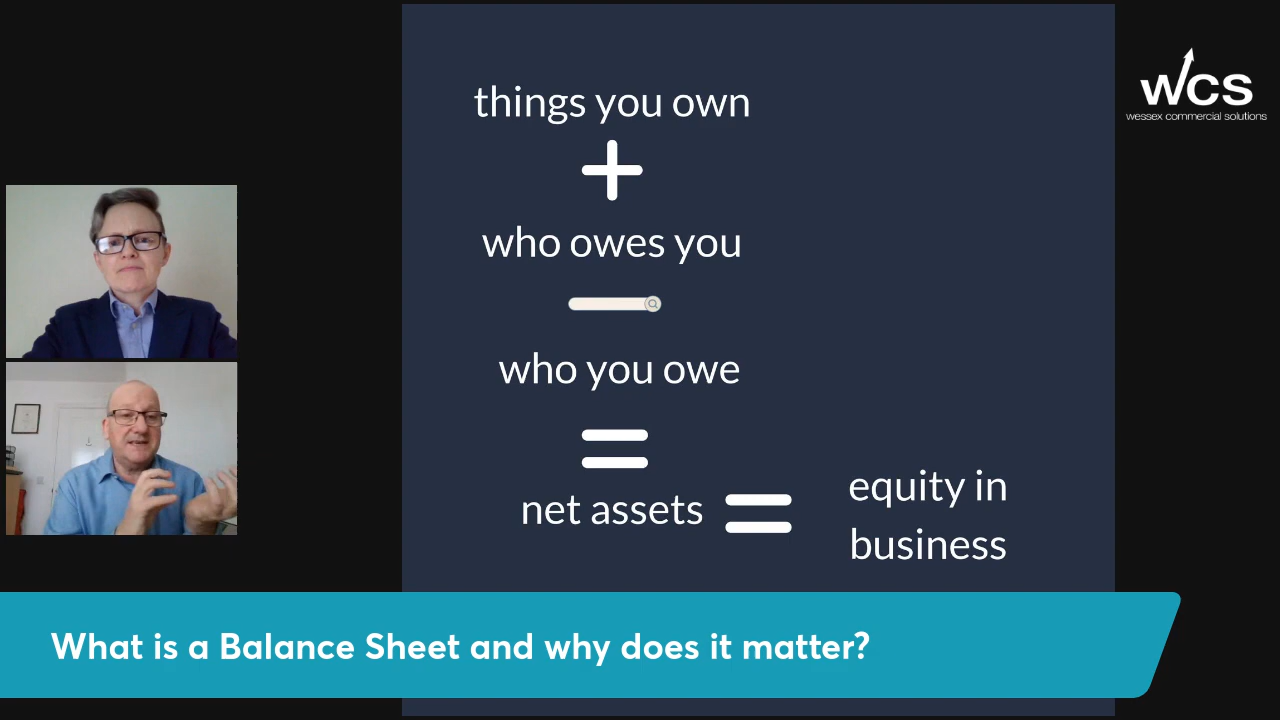 things you own
+
who owes you
who you owe
=
net assets = equity in
business
wcs
wessex commercial solutions
What is a Balance Sheet and why does it matter?